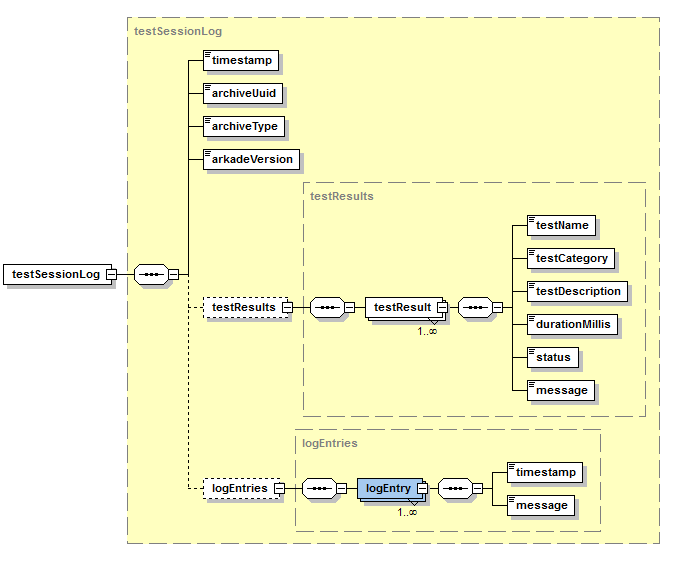 testSessionLog
timestamp
archiveUuid
archiveType
arkadeVersion
testResults
testName
testCategory
testDescription
testSessionLog
testResults
testResult
durationMillis
1..∞
status
message
logEntries
timestamp
logEntries
logEntry
message
1..∞